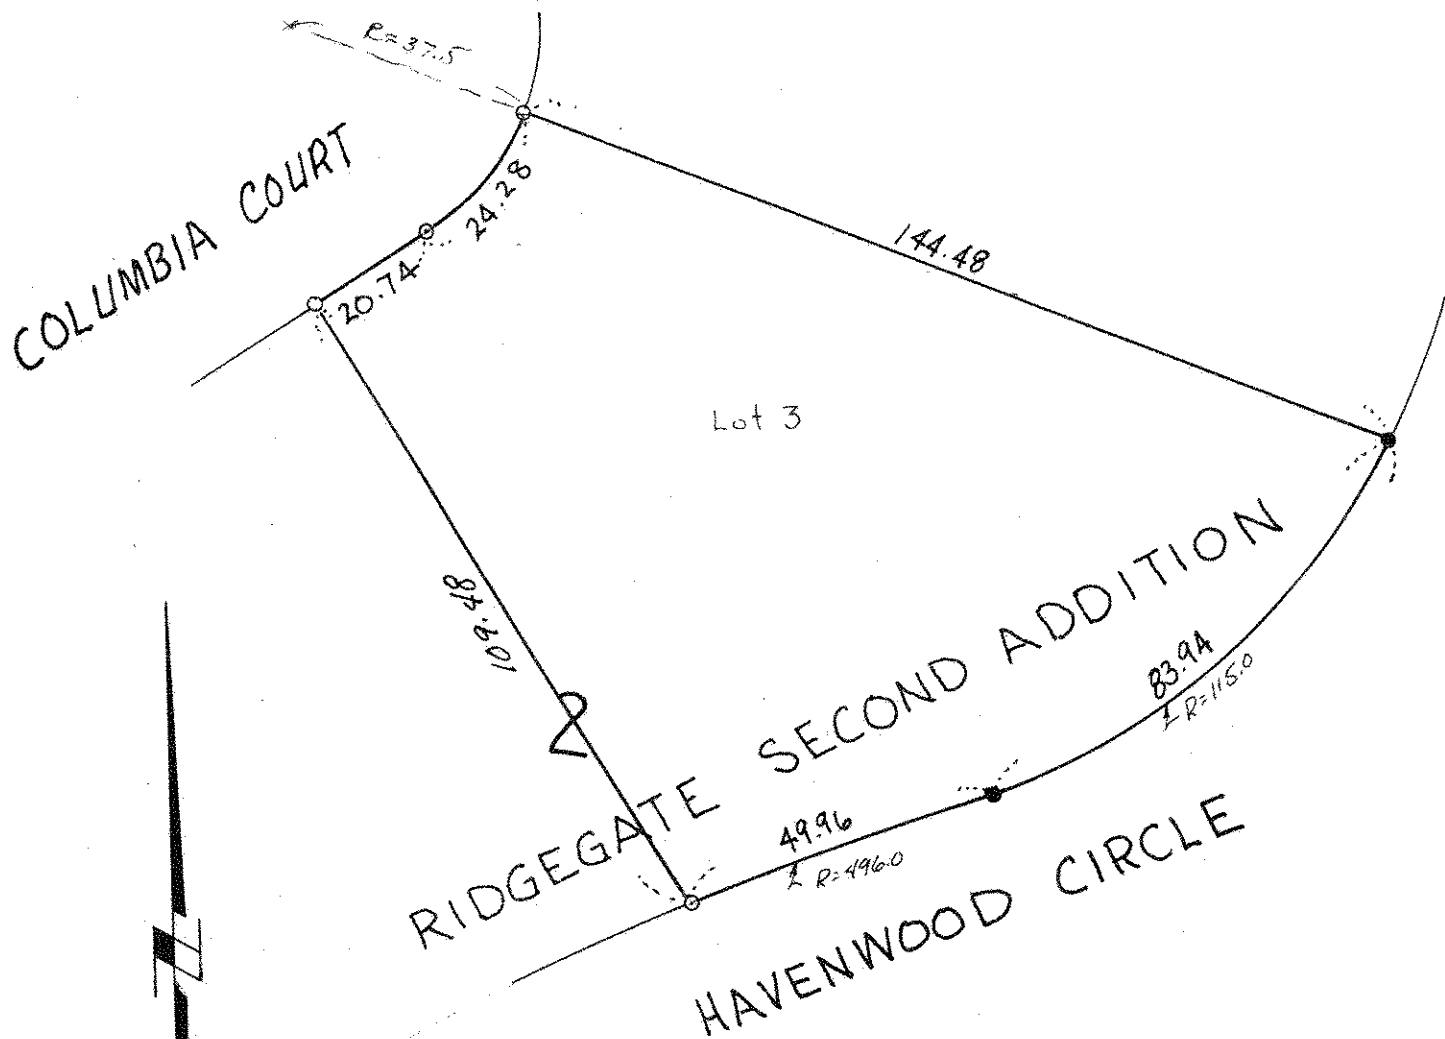 R=37.5
COLUMBIA COURT
24.28
20.74
144.48
Lot 3
109.48
RIDGEGATE SECOND ADDITION
83.94
R=115.0
49.96
R=496.0
HAVENWOOD CIRCLE